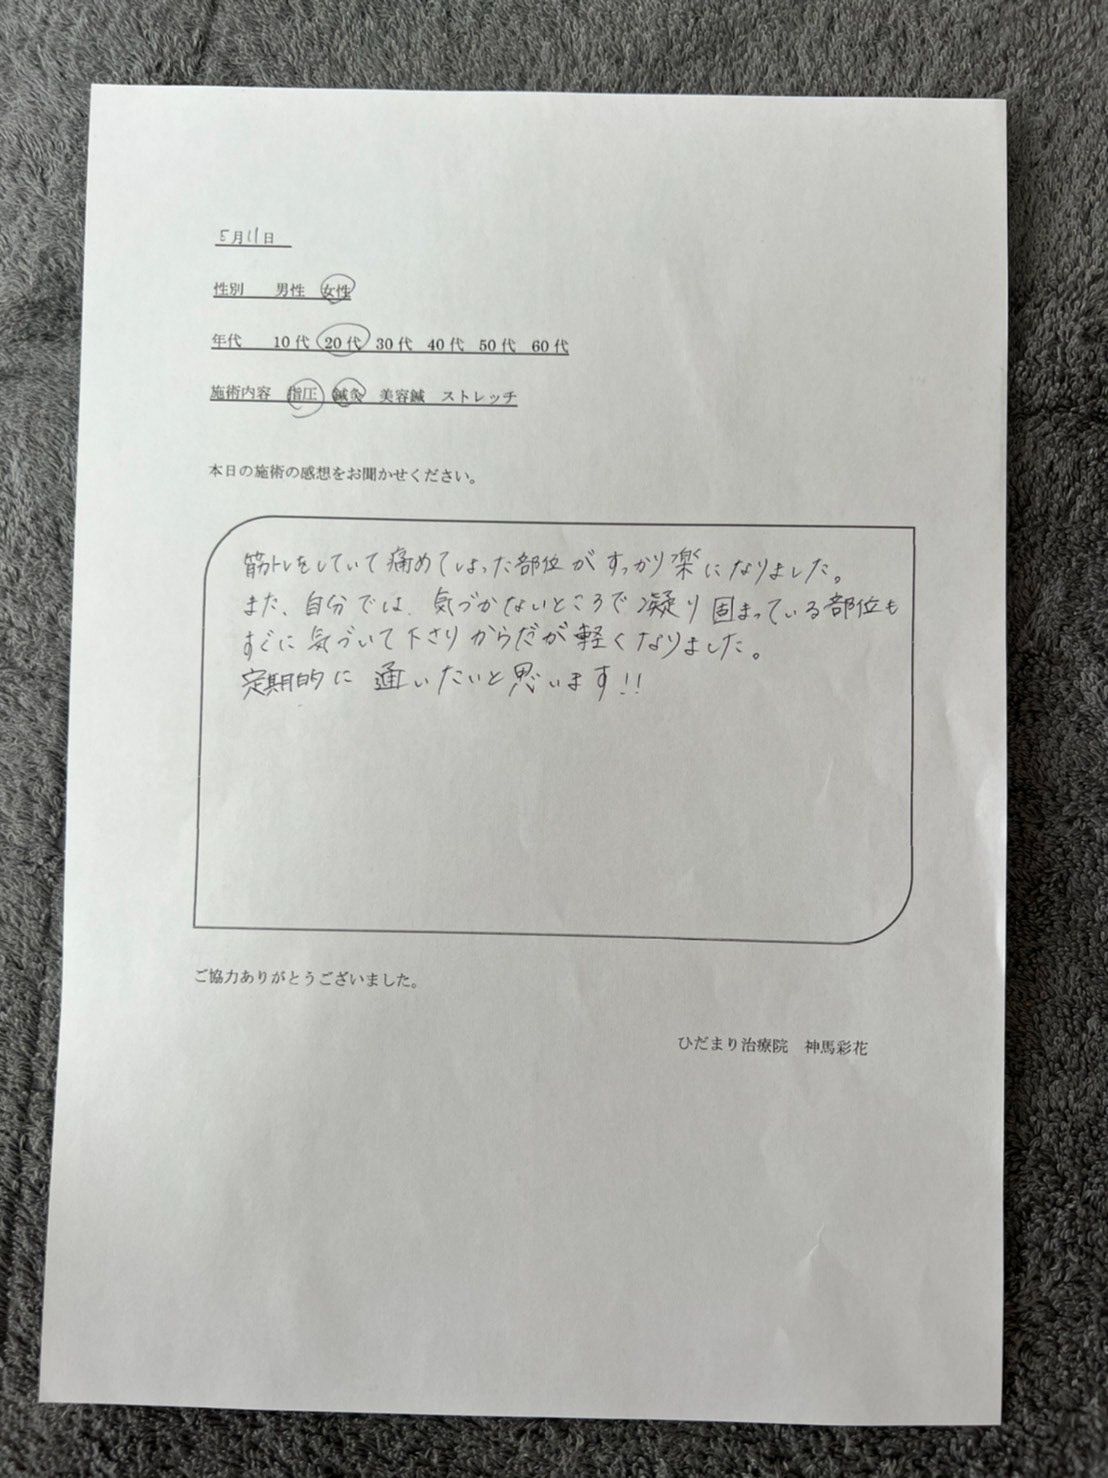 5月11日
性別　男性　女性
年代　10代　20代　30代　40代　50代　60代
施術内容　指圧　鍼灸　美容鍼　ストレッチ
本日の施術の感想をお聞かせください。
筋トレをしていて痛めてしまった部位がすっかり楽になりました。
また、自分では、気づかないところで凝り固まっている部位も
すぐに気づいて下さりからだが軽くなりました。
定期的に通いたいと思います!!
ご協力ありがとうございました。
ひだまり治療院　神馬彩花